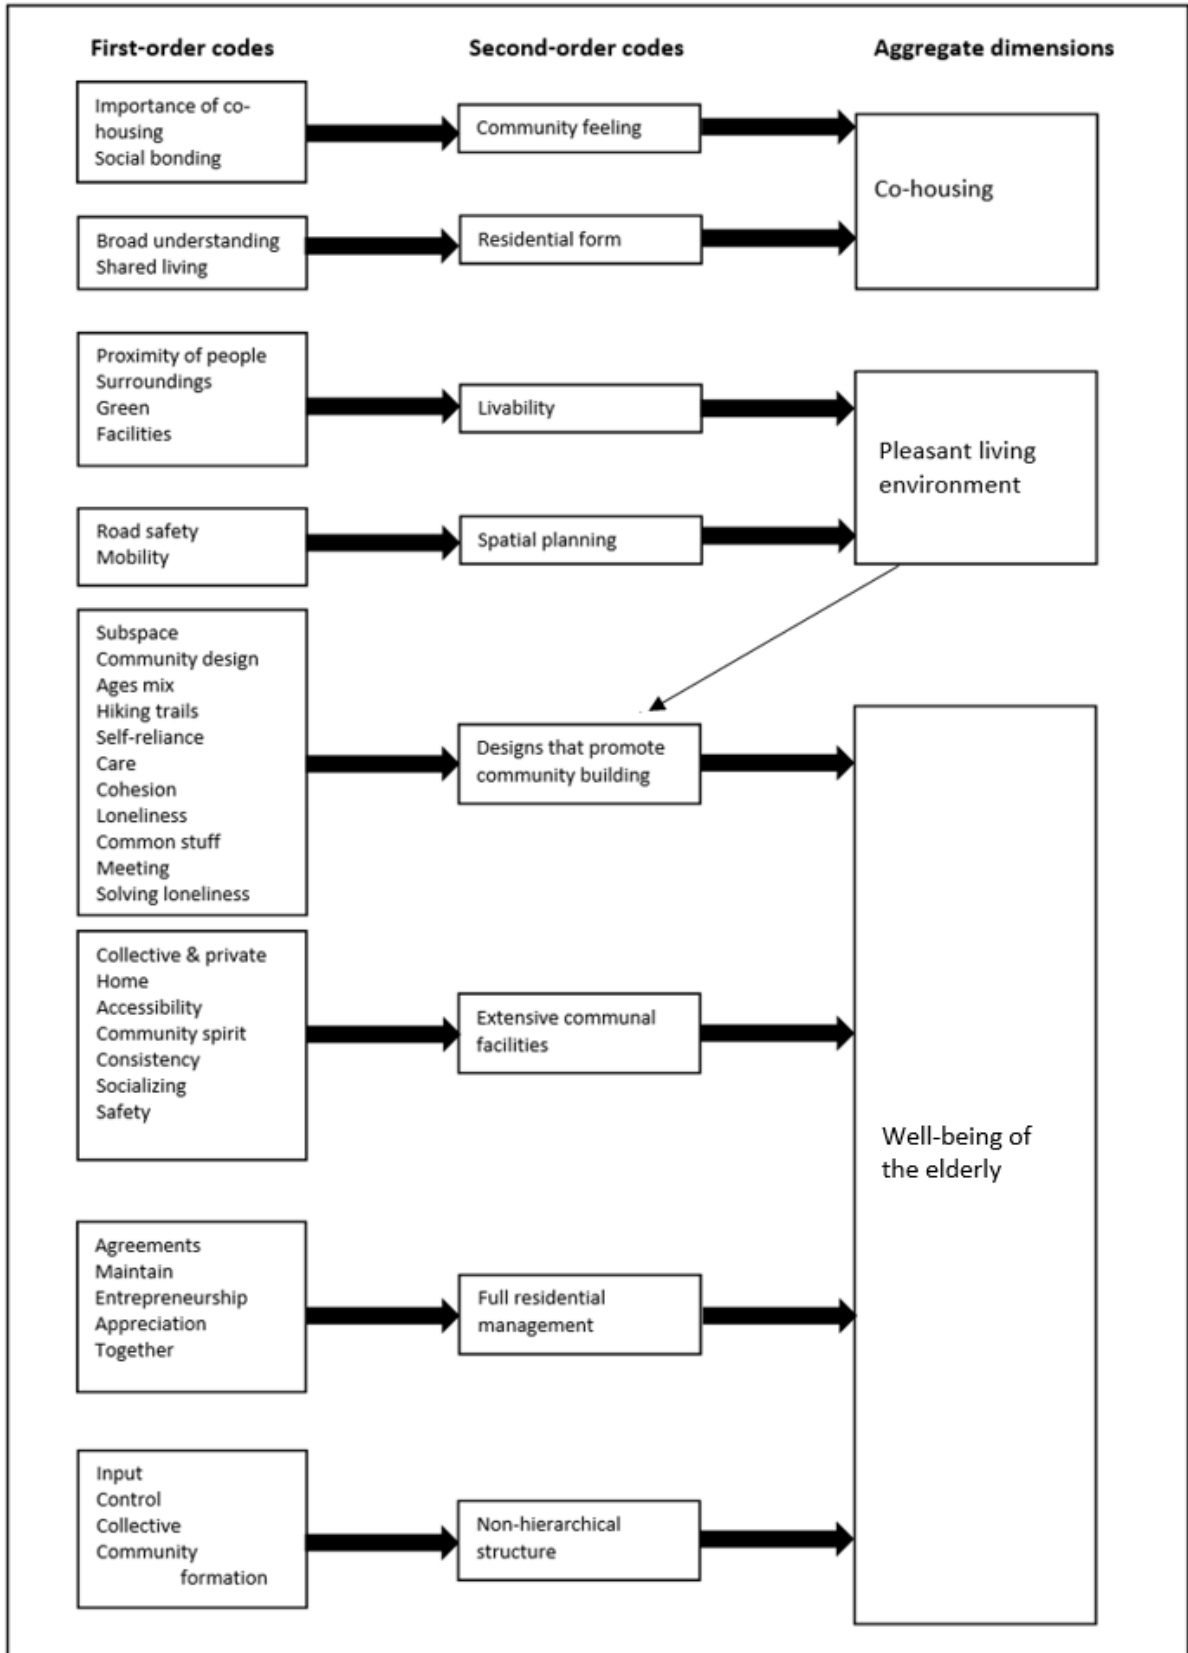 First-order codes
Second-order codes
Aggregate dimensions
Importance of co-
housing
Social bonding
Community feeling
Co-housing
Broad understanding
Shared living
Residential form
Proximity of people
Surroundings
Green
Facilities
Livability
Pleasant living
environment
Road safety
Mobility
Spatial planning
Subspace
Community design
Ages mix
Hiking trails
Self-reliance
Care
Cohesion
Loneliness
Common stuff
Meeting
Solving loneliness
Designs that promote
community building
Collective & private
Home
Accessibility
Community spirit
Consistency
Socializing
Safety
Extensive communal
facilities
Well-being of
the elderly
Agreements
Maintain
Entrepreneurship
Appreciation
Together
Full residential
management
Input
Control
Collective
Community
formation
Non-hierarchical
structure